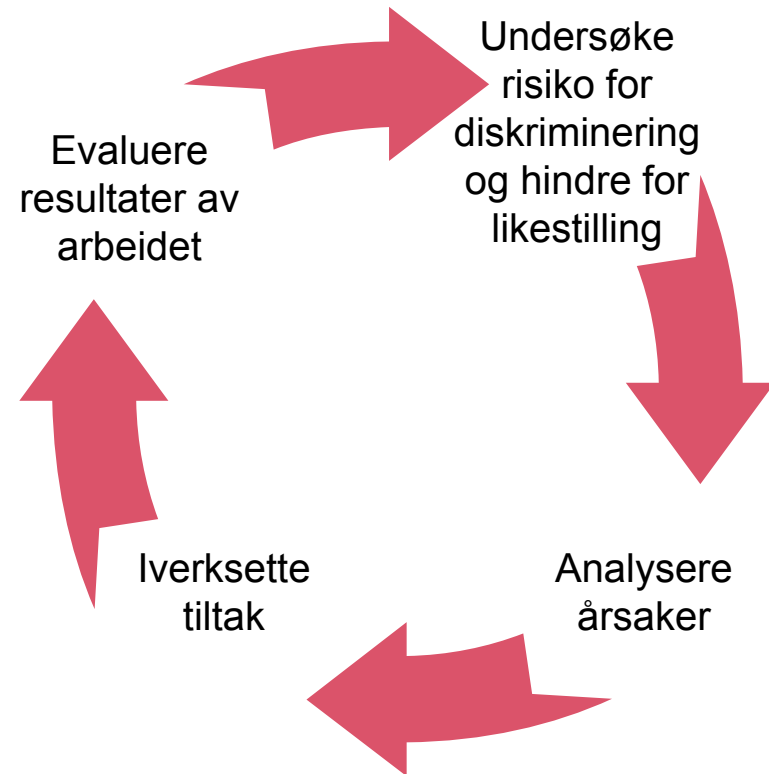 Undersøke
risiko for
diskriminering
og hindre for
likestilling
Analysere
årsaker
Iverksette
tiltak
Evaluere
resultater av
arbeidet